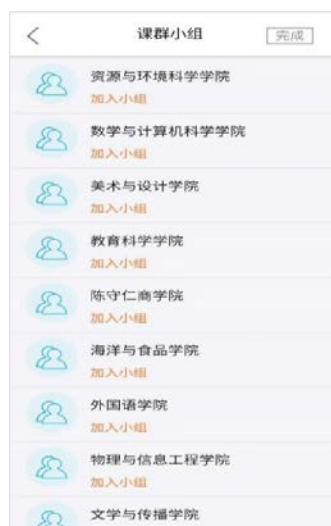 课群小组
完成
资源与环境科学学院
加入小组
数学与计算机科学学院
加入小组
美术与设计学院
加入小组
教育科学学院
加入小组
陈守仁商学院
加入小组
海洋与食品学院
加入小组
外国语学院
加入小组
物理与信息工程学院
加入小组
文学与传播学院